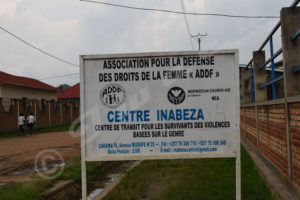 ASSOCIATION POUR LA DEFENSE
DES DROITS DE LA FEMME « ADDF »
ADDF
NORWEGIAN CHURCH AID
NCA
CENTRE INABEZA
CENTRE DE TRANSIT POUR LES SURVIVANTS DES VIOLENCES
BASEES SUR LE GENRE